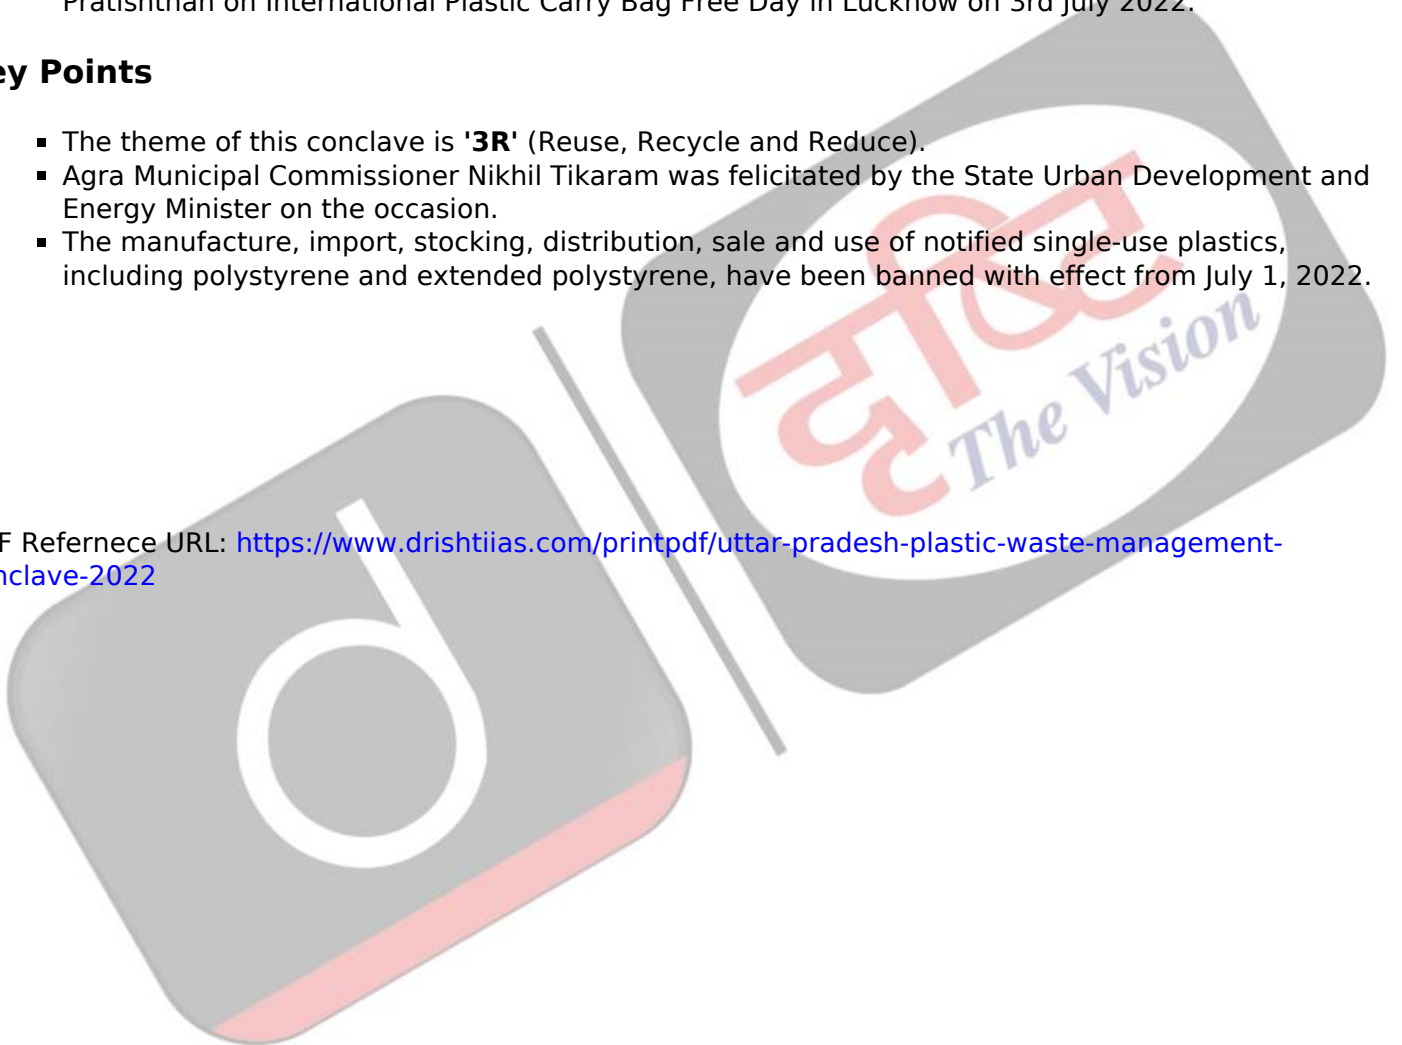 Pratishthan on International Plastic Carry Bag Free Day in Lucknow on 3rd July 2022.
ey Points
The theme of this conclave is '3R' (Reuse, Recycle and Reduce).
Agra Municipal Commissioner Nikhil Tikaram was felicitated by the State Urban Development and
Energy Minister on the occasion.
The manufacture, import, stocking, distribution, sale and use of notified single-use plastics,
including polystyrene and extended polystyrene, have been banned with effect from July 1, 2022.
दृष्टि
The Vision
F Refernece URL: https://www.drishtiias.com/printpdf/uttar-pradesh-plastic-waste-management-
nclave-2022
d